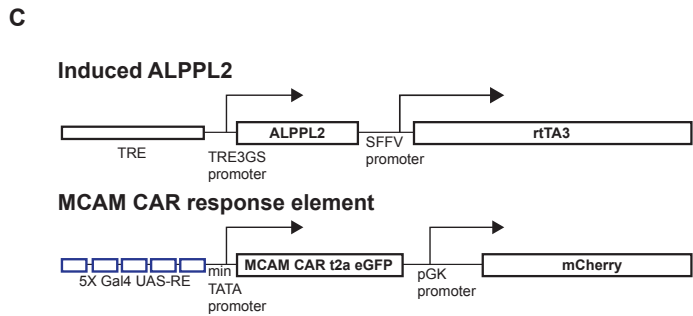 C
Induced ALPPL2
ALPPL2
rtTA3
TRE
TRE3GS
promoter
SFFV
promoter
MCAM CAR response element
MCAM CAR t2a eGFP
mCherry
5X Gal4 UAS-RE
min
TATA
promoter
pGK
promoter